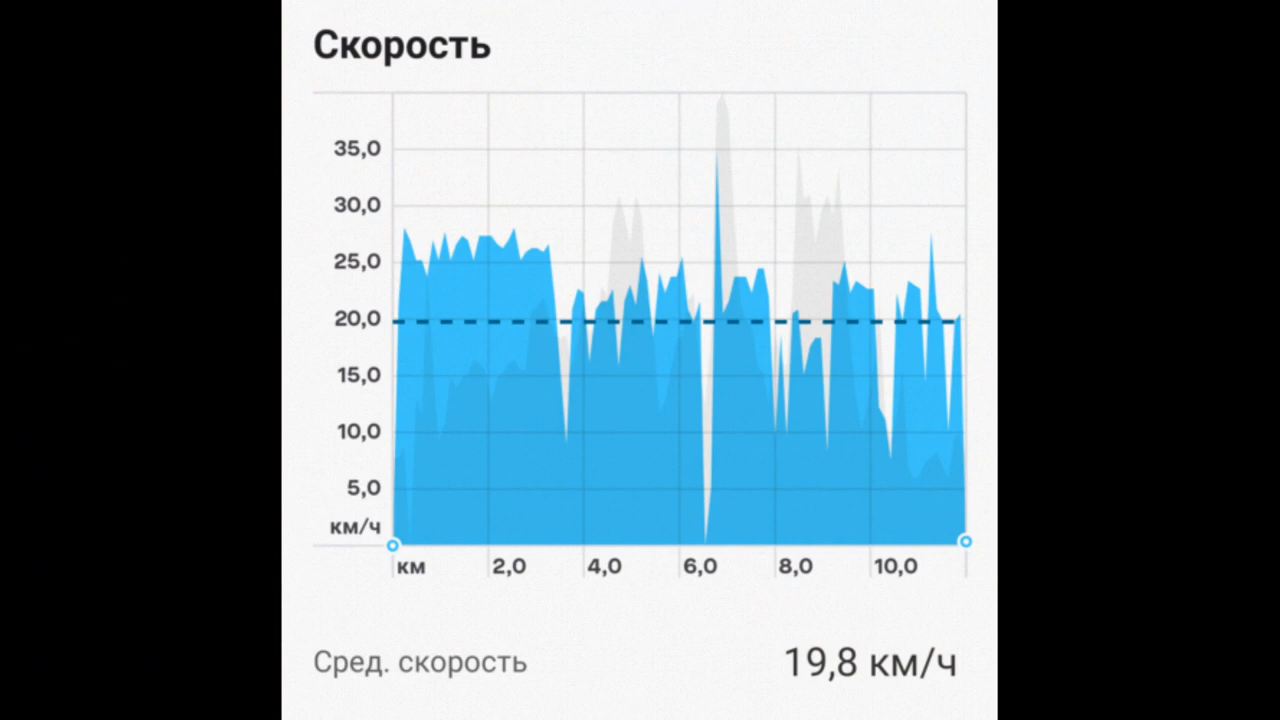 Скорость
35,0
30,0
25,0
20,0
15,0
10,0
5,0
км/ч
км 2,0 4,0 6,0 8,0 10,0
Сред. скорость 19,8 км/ч